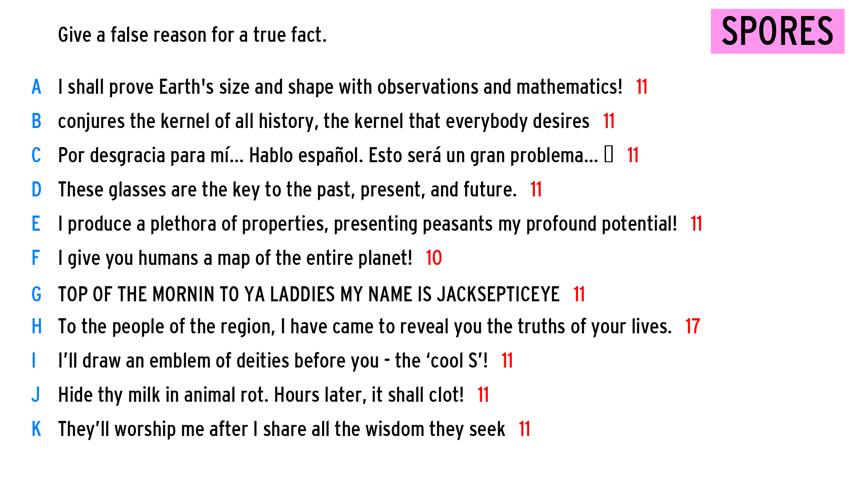 Give a false reason for a true fact.
SPORES
A I shall prove Earth's size and shape with observations and mathematics! 11
B conjures the kernel of all history, the kernel that everybody desires 11
C Por desgracia para mí... Hablo español. Esto será un gran problema... 11
D These glasses are the key to the past, present, and future. 11
E I produce a plethora of properties, presenting peasants my profound potential! 11
F I give you humans a map of the entire planet! 10
G TOP OF THE MORNIN TO YA LADDIES MY NAME IS JACKSEPTICEYE 11
H To the people of the region, I have came to reveal you the truths of your lives. 17
I I’ll draw an emblem of deities before you - the ‘cool S’! 11
J Hide thy milk in animal rot. Hours later, it shall clot! 11
K They’ll worship me after I share all the wisdom they seek 11